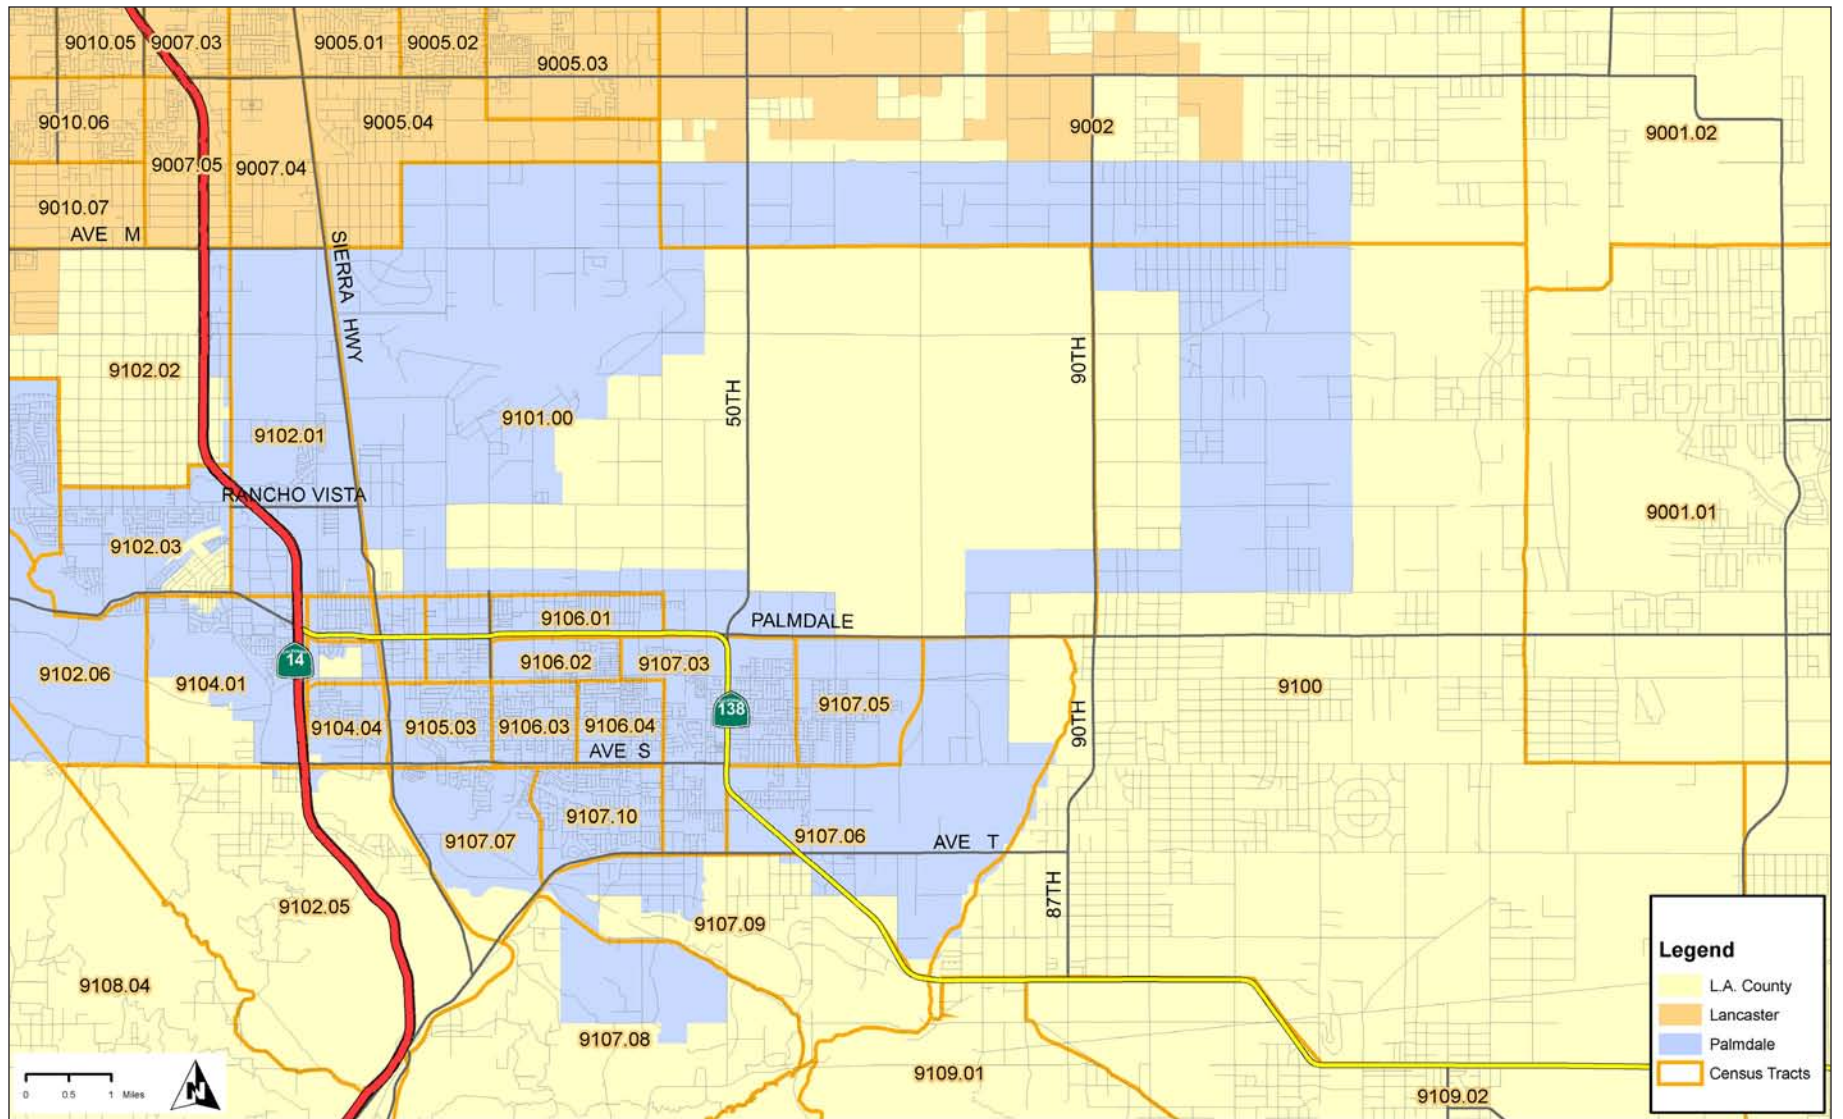 9010.05
9007.03
9005.01
9005.02
9005.03
9010.06
9005.04
9002
9001.02
9007.05
9007.04
9010.07
AVE M
SIERRA HWY
9102.02
50TH
90TH
9101.00
9102.01
RANCHO VISTA
9001.01
9102.03
9106.01
PALMDALE
14
9106.02
9107.03
9102.06
9104.01
9100
9107.05
138
90TH
9104.04
9105.03
9106.03
9106.04
AVE S
9107.10
9107.07
9107.06
AVE T
87TH
9102.05
9107.09
9108.04
9107.08
9109.01
9109.02
Legend
L.A. County
Lancaster
Palmdale
Census Tracts
0 0.5 1 Miles
N